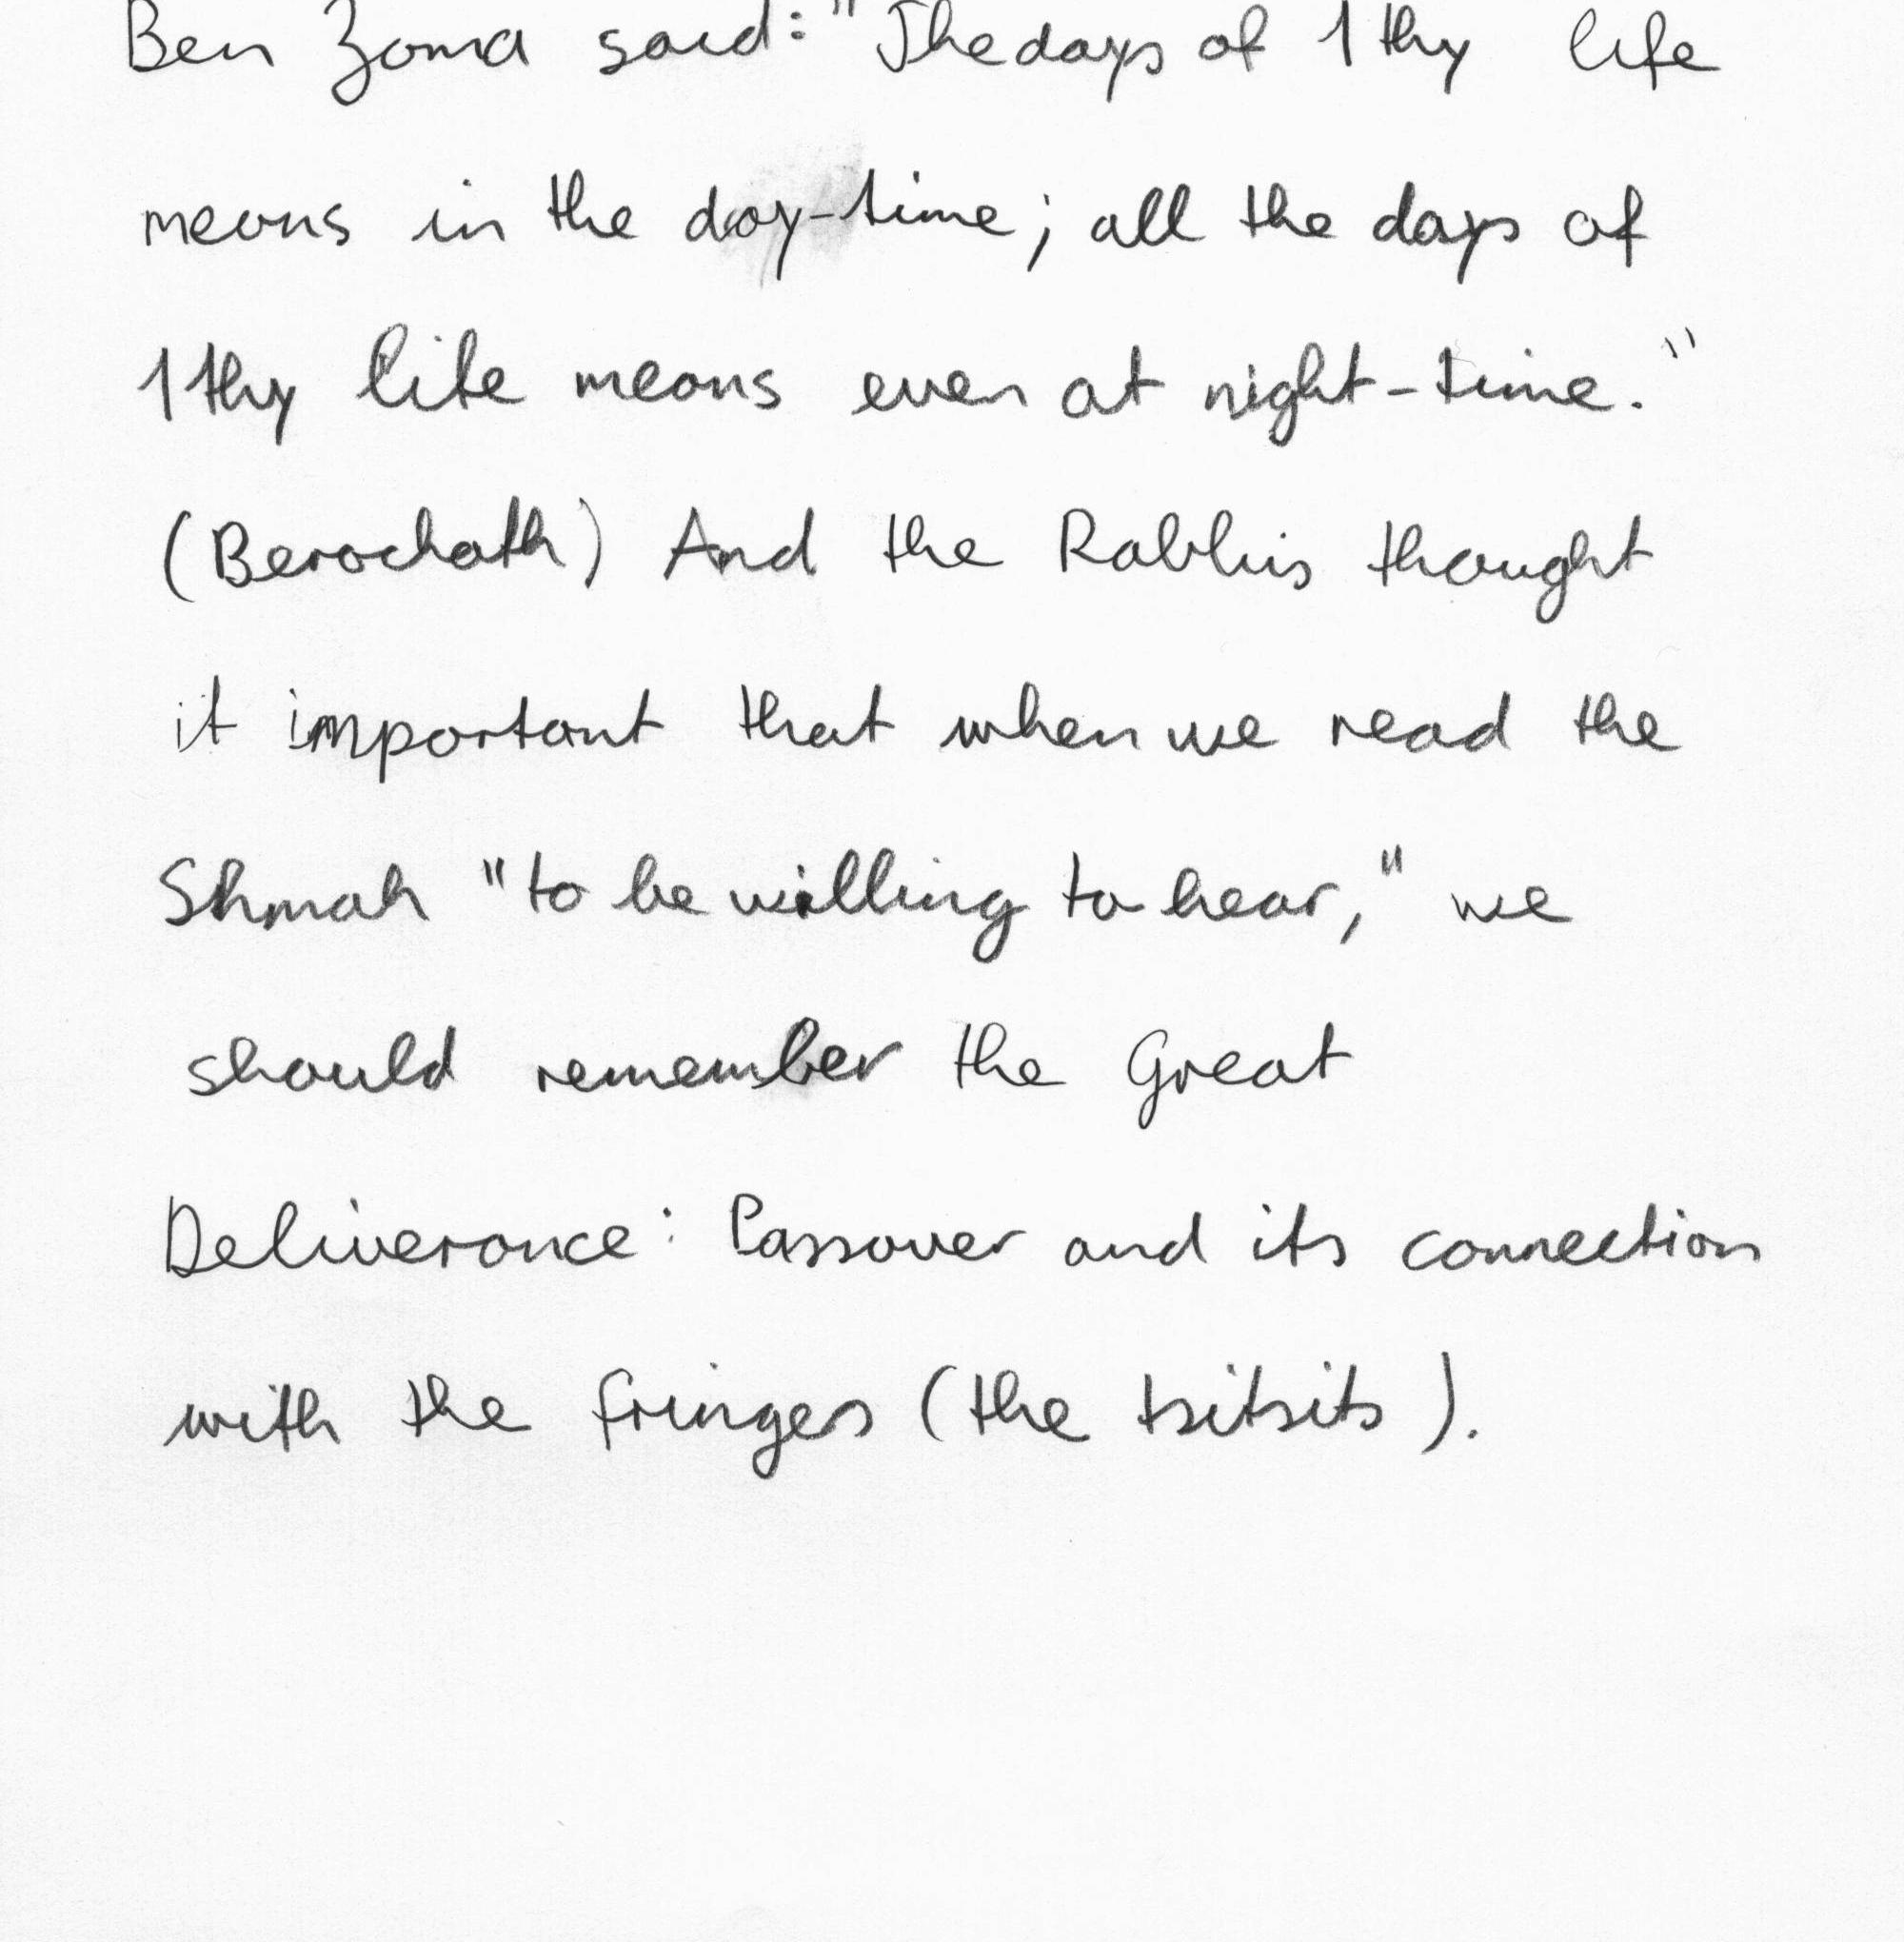 Ben Zoma said: "The days of 1thy life
means in the day-time; all the days of
1thy life means even at night-time."
(Berochoth) And the Rabbis thought
it important that when we read the
Shmah "to be willing to hear," we
should remember the Great
Deliverance: Passover and its connection
with the fringes (the tsitsits).